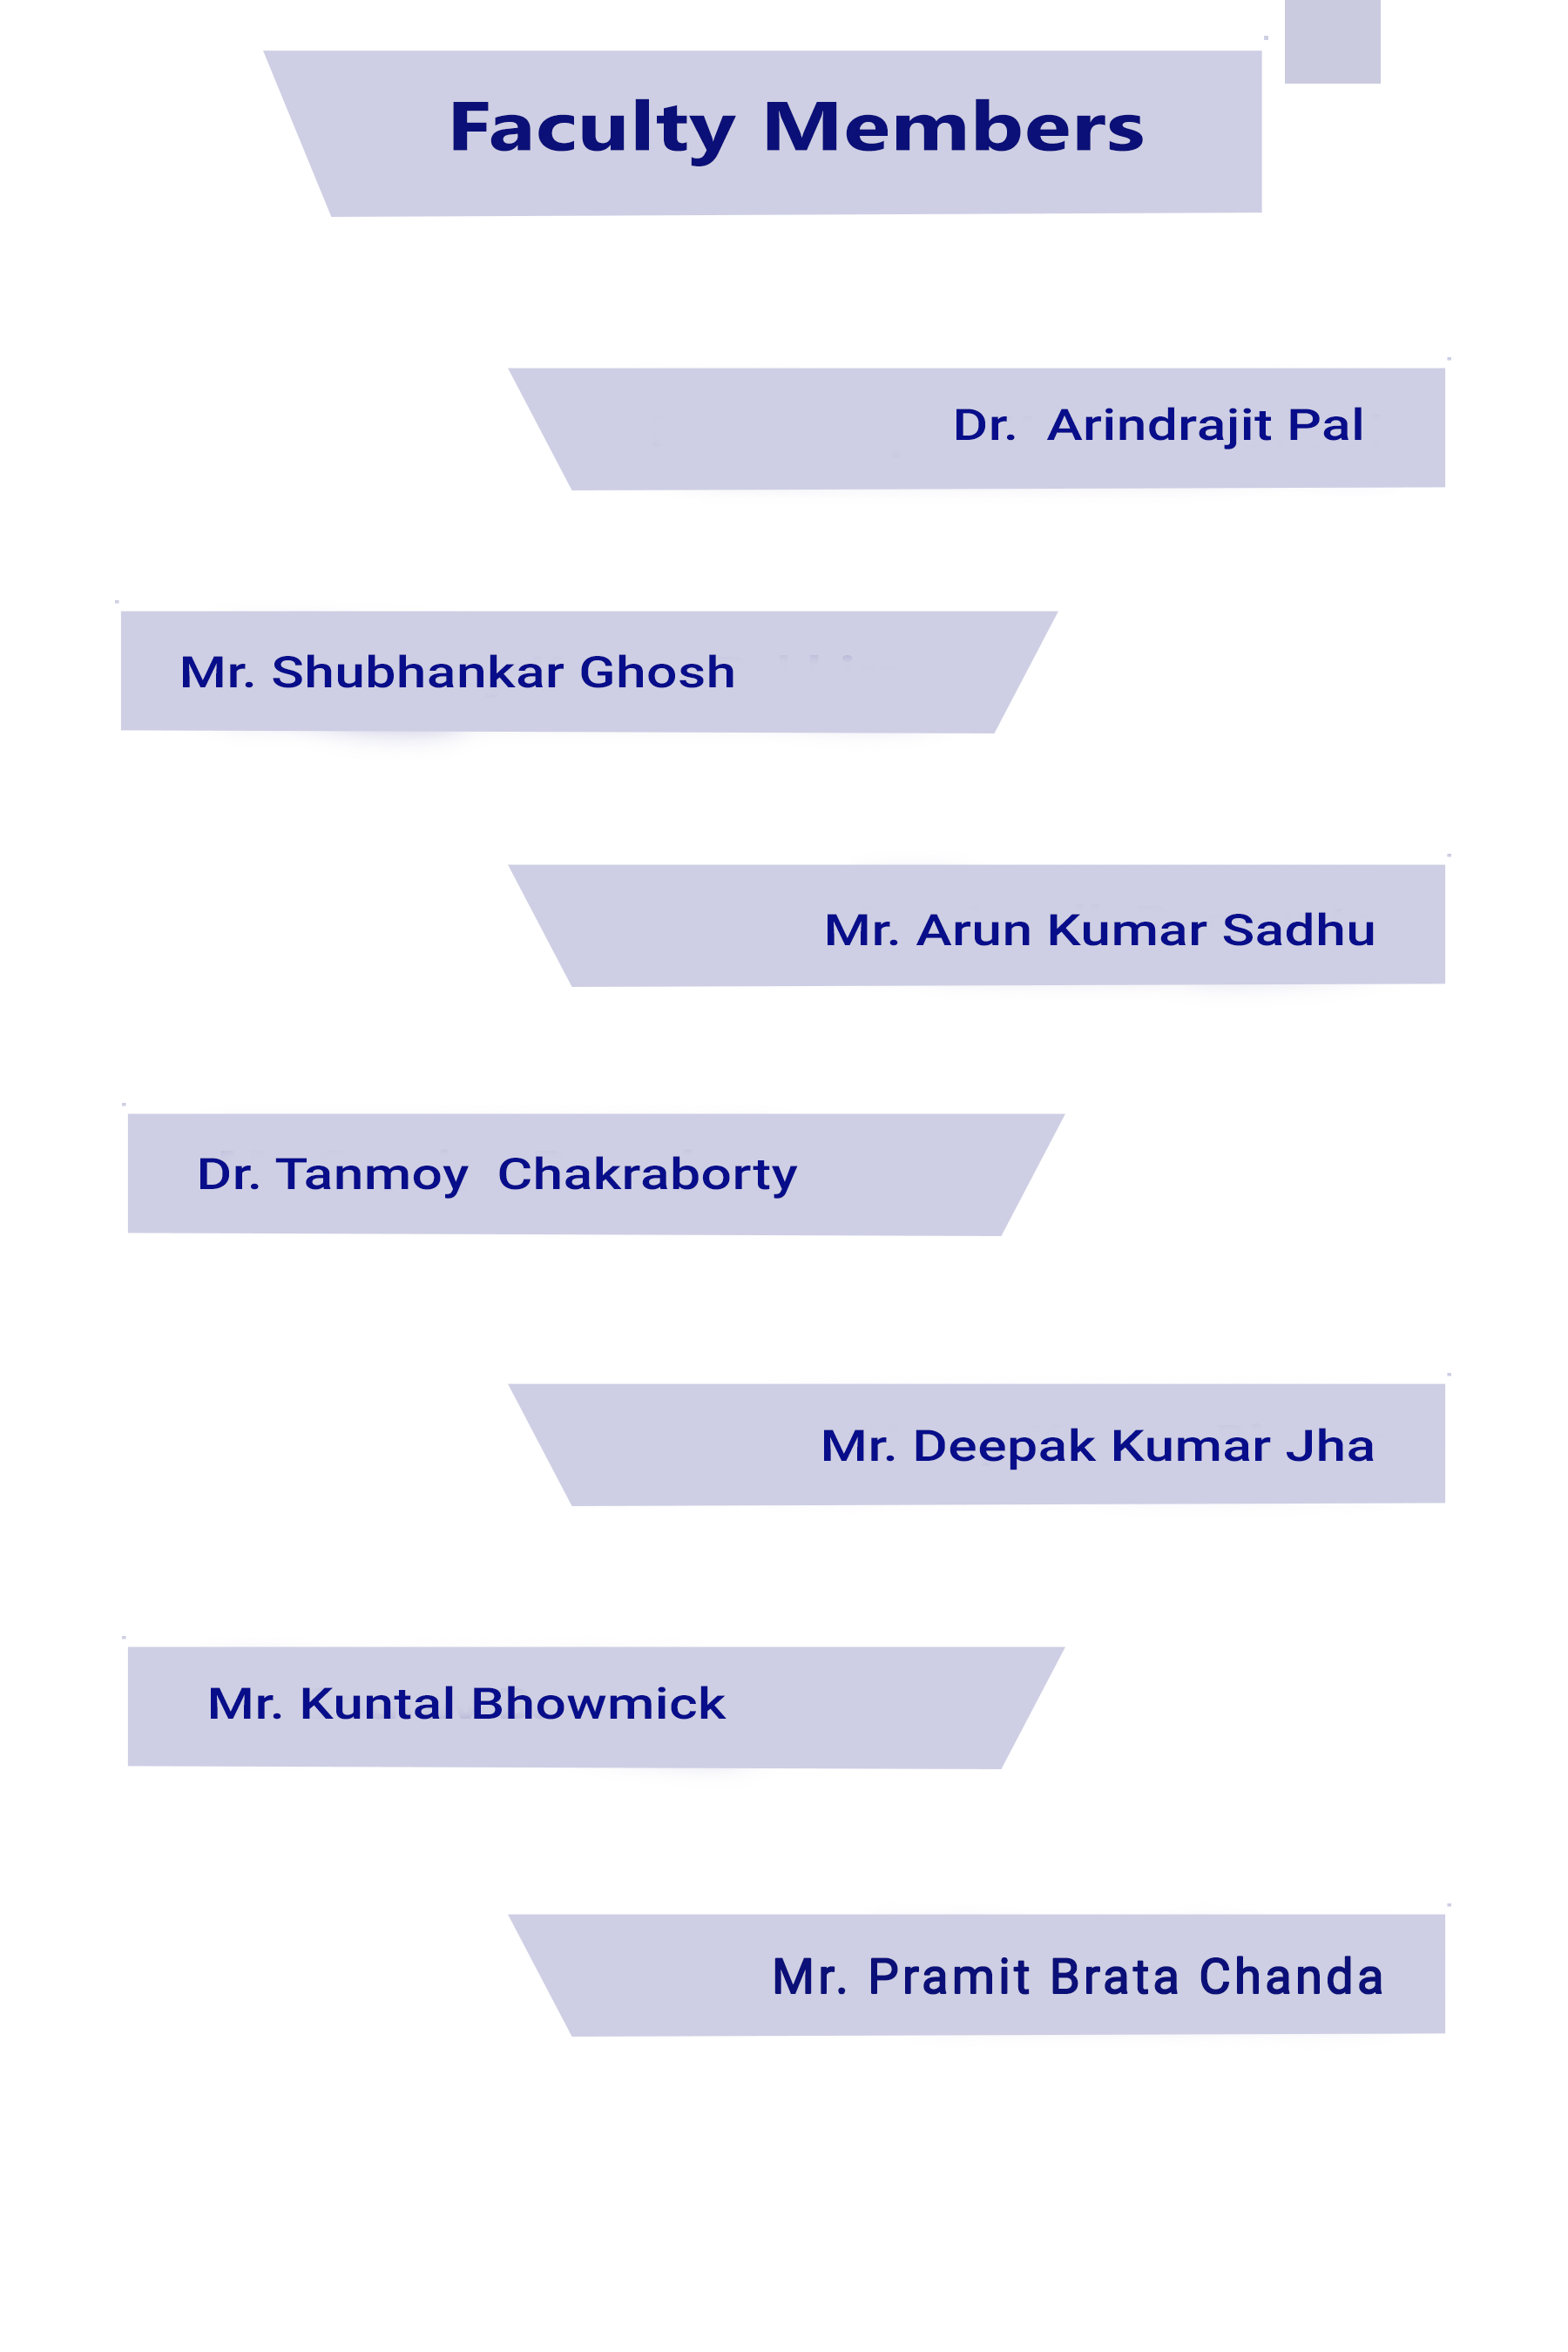 Faculty Members
Dr. Arindrajit Pal
Mr. Shubhankar Ghosh
Mr. Arun Kumar Sadhu
Dr. Tanmoy Chakraborty
Mr. Deepak Kumar Jha
Mr. Kuntal Bhowmick
Mr. Pramit Brata Chanda